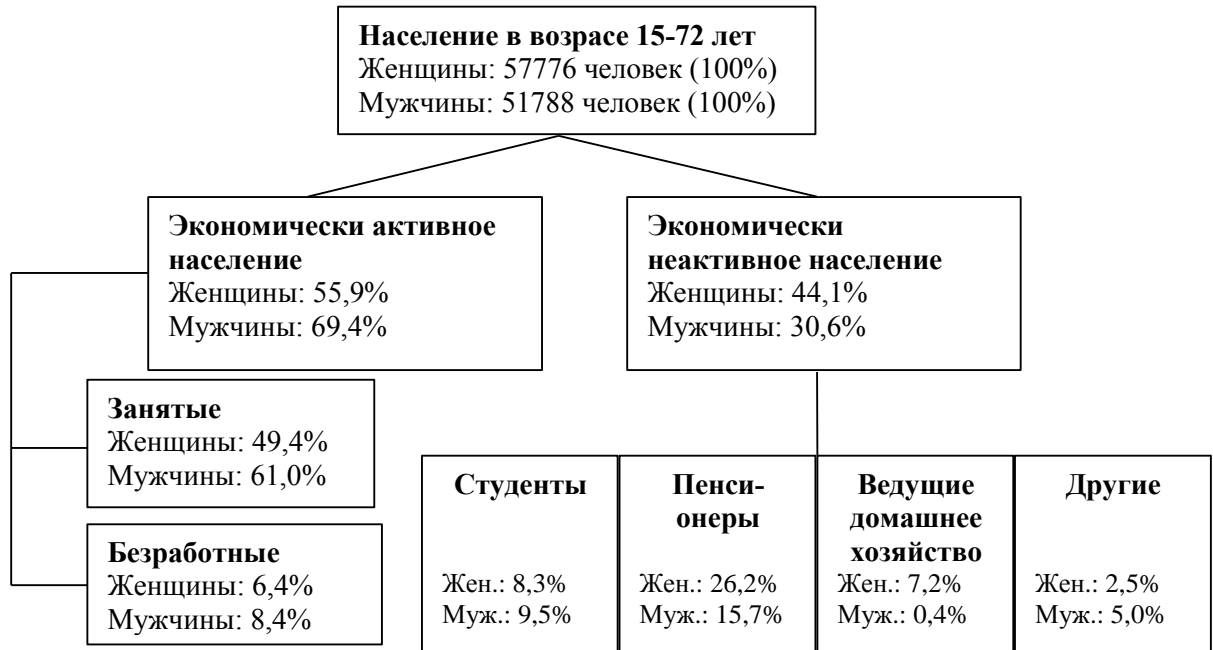 Население в возрасе 15-72 лет
Женщины: 57776 человек (100%)
Мужчины: 51788 человек (100%)
Экономически активное
население
Женщины: 55,9%
Мужчины: 69,4%
Экономически
неактивное население
Женщины: 44,1%
Мужчины: 30,6%
Занятые
Женщины: 49,4%
Мужчины: 61,0%
Безработные
Женщины: 6,4%
Мужчины: 8,4%
Студенты
Жен.: 8,3%
Муж.: 9,5%
Пенси-
онеры
Жен.: 26,2%
Муж.: 15,7%
Ведущие
домашнее
хозяйство
Жен.: 7,2%
Муж.: 0,4%
Другие
Жен.: 2,5%
Муж.: 5,0%